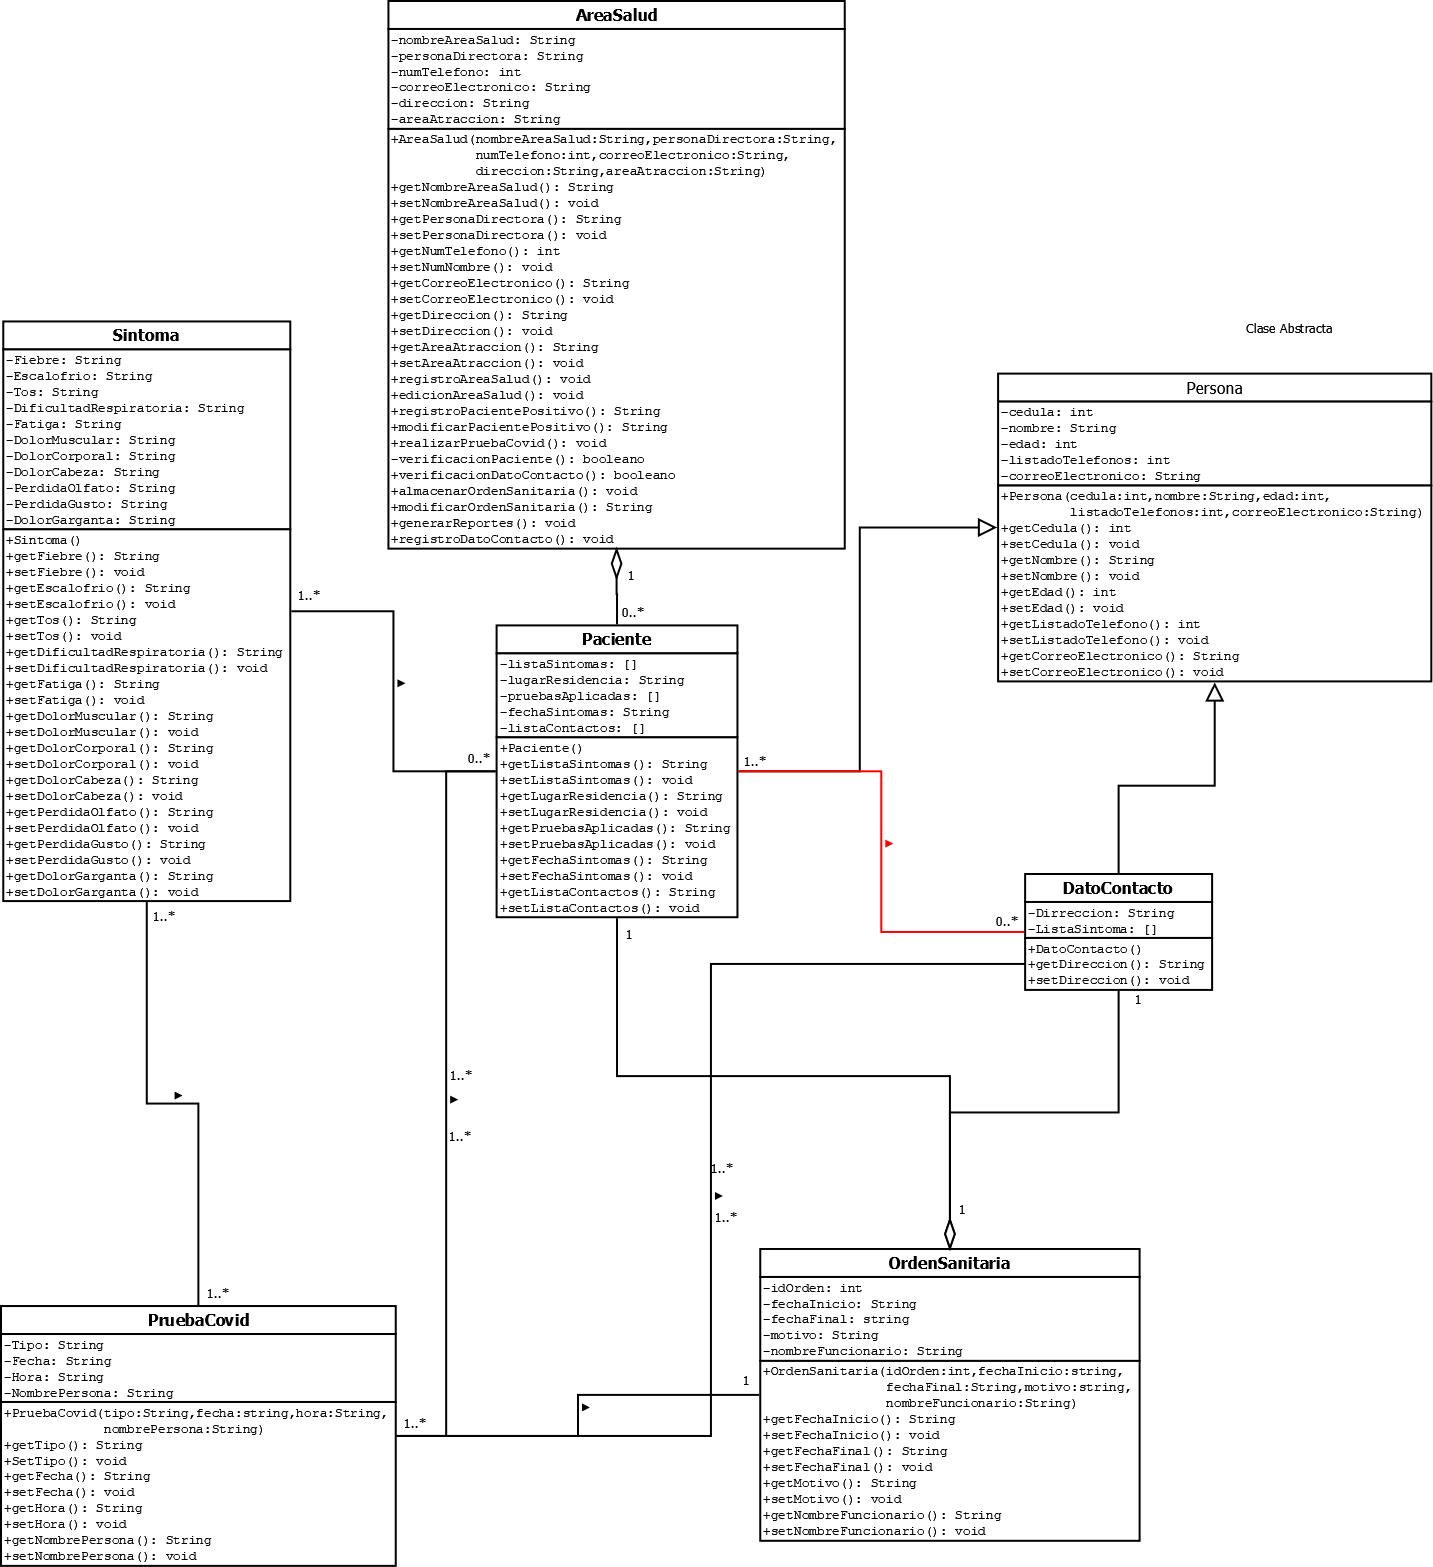 AreaSalud
-nombreAreaSalud: String
-personaDirectora: String
-numTelefono: int
-correoElectronico: String
-direccion: String
-areaAtraccion: String
+AreaSalud(nombreAreaSalud:String,personaDirectora:String,
numTelefono:int,correoElectronico:String,
direccion:String,areaAtraccion:String)
+getNombreAreaSalud(): String
+setNombreAreaSalud(): void
+getPersonaDirectora(): String
+setPersonaDirectora(): void
+getNumTelefono(): int
+setNumNombre(): void
+getCorreoElectronico(): String
+setCorreoElectronico(): void
+getDireccion(): String
+setDireccion(): void
+getAreaAtraccion(): String
+setAreaAtraccion(): void
+registroAreaSalud(): void
+edicionAreaSalud(): void
+registroPacientePositivo(): String
+modificarPacientePositivo(): String
+realizarPruebaCovid(): void
-verificacionPaciente(): booleano
+verificacionDatoContacto(): booleano
+almacenarOrdenSanitaria(): void
+modificarOrdenSanitaria(): String
+generarReportes(): void
+registroDatoContacto(): void
1
0..*
Sintoma
-Fiebre: String
-Escalofrio: String
-Tos: String
-DificultadRespiratoria: String
-Fatiga: String
-DolorMuscular: String
-DolorCorporal: String
-DolorCabeza: String
-PerdidaOlfato: String
-PerdidaGusto: String
-DolorGarganta: String
+Sintoma()
+getFiebre(): String
+setFiebre(): void
+getEscalofrio(): String
+setEscalofrio(): void
+getTos(): String
+setTos(): void
+getDificultadRespiratoria(): String
+setDificultadRespiratoria(): void
+getFatiga(): String
+setFatiga(): void
+getDolorMuscular(): String
+setDolorMuscular(): void
+getDolorCorporal(): String
+setDolorCorporal(): void
+getDolorCabeza(): String
+setDolorCabeza(): void
+getPerdidaOlfato(): String
+setPerdidaOlfato(): void
+getPerdidaGusto(): String
+setPerdidaGusto(): void
+getDolorGarganta(): String
+setDolorGarganta(): void
1..*
0..*
1..*
1..*
Clase Abstracta
Persona
-cedula: int
-nombre: String
-edad: int
-listadoTelefonos: int
-correoElectronico: String
+Persona(cedula:int,nombre:String,edad:int,
listadoTelefonos:int,correoElectronico:String)
+getCedula(): int
+setCedula(): void
+getNombre(): String
+setNombre(): void
+getEdad(): int
+setEdad(): void
+getListadoTelefono(): int
+setListadoTelefono(): void
+getCorreoElectronico(): String
+setCorreoElectronico(): void
Paciente
-listaSintomas: []
-lugarResidencia: String
-pruebasAplicadas: []
-fechaSintomas: String
-listaContactos: []
+Paciente()
+getListaSintomas(): String
+setListaSintomas(): void
+getLugarResidencia(): String
+setLugarResidencia(): void
+getPruebasAplicadas(): String
+setPruebasAplicadas(): void
+getFechaSintomas(): String
+setFechaSintomas(): void
+getListaContactos(): String
+setListaContactos(): void
1..*
0..*
1
DatoContacto
-Dirreccion: String
-ListaSintoma: []
+DatoContacto()
+getDireccion(): String
+setDireccion(): void
1
1..*
1..*
1..*
1..*
1
PruebaCovid
-Tipo: String
-Fecha: String
-Hora: String
-NombrePersona: String
+PruebaCovid(tipo:String,fecha:string,hora:String,
nombrePersona:String)
+getTipo(): String
+SetTipo(): void
+getFecha(): String
+setFecha(): void
+getHora(): String
+setHora(): void
+getNombrePersona(): String
+setNombrePersona(): void
1..*
1
OrdenSanitaria
-idOrden: int
-fechaInicio: String
-fechaFinal: string
-motivo: String
-nombreFuncionario: String
+OrdenSanitaria(idOrden:int,fechaInicio:string,
fechaFinal:String,motivo:string,
nombreFuncionario:String)
+getFechaInicio(): String
+setFechaInicio(): void
+getFechaFinal(): String
+setFechaFinal(): void
+getMotivo(): String
+setMotivo(): void
+getNombreFuncionario(): String
+setNombreFuncionario(): void